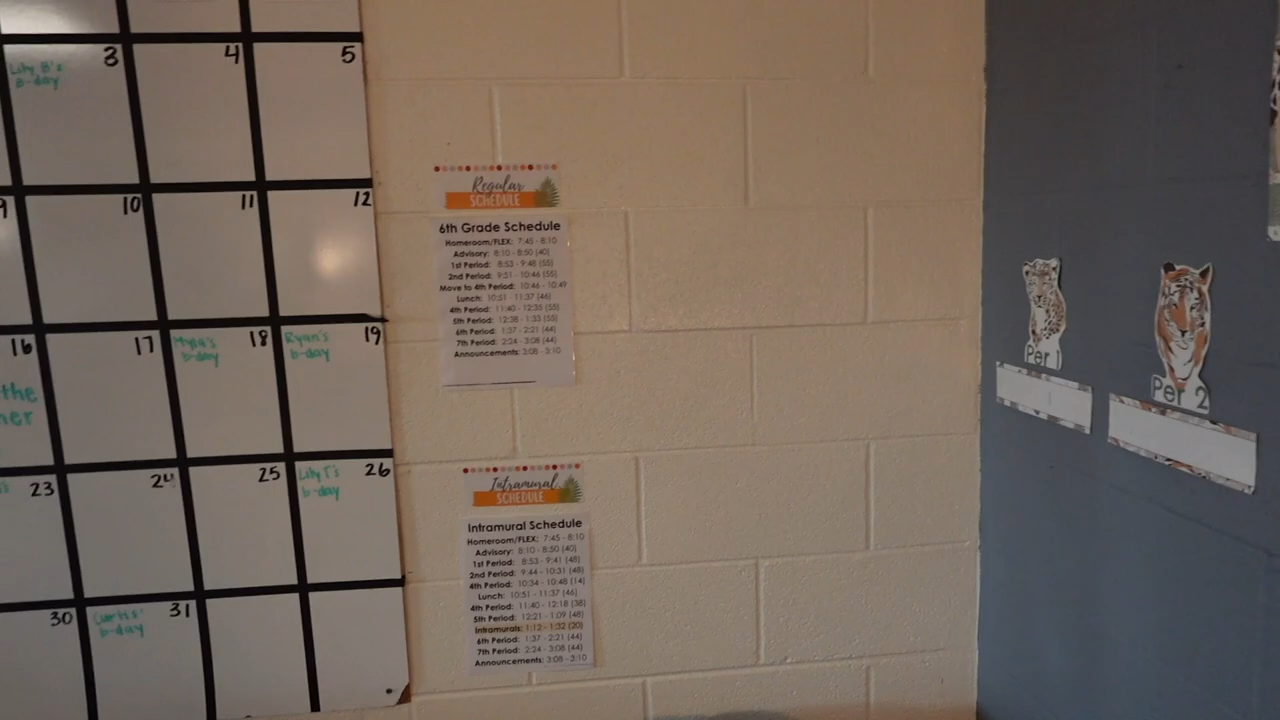 3
4
5
Lily B's
b-day
9
10
11
12
16
17
18
19
Myra's
b-day
Ryan's
b-day
the
23
24
25
26
Lily T's
b-day
30
31
Curtis'
b-day
Regular
SCHEDULE
6th Grade Schedule
Homeroom/FLEX: 7:45 - 8:10
Advisory: 8:10 - 8:50 (40)
1st Period: 8:53 - 9:48 (55)
2nd Period: 9:51 - 10:46 (55)
Move to 4th Period: 10:46 - 10:49
Lunch: 10:51 - 11:37 (46)
4th Period: 11:40 - 12:35 (55)
5th Period: 12:38 - 1:33 (55)
6th Period: 1:37 - 2:21 (44)
7th Period: 2:24 - 3:08 (44)
Announcements: 3:08 - 3:10
Intramural
SCHEDULE
Intramural Schedule
Homeroom/FLEX: 7:45 - 8:10
Advisory: 8:10 - 8:50 (40)
1st Period: 8:53 - 9:41 (48)
2nd Period: 9:44 - 10:31 (48)
4th Period: 10:34 - 10:48 (14)
Lunch: 10:51 - 11:37 (46)
4th Period: 11:40 - 12:18 (38)
5th Period: 12:21 - 1:09 (48)
Intramurals: 1:12 - 1:32 (20)
6th Period: 1:37 - 2:21 (44)
7th Period: 2:24 - 3:08 (44)
Announcements: 3:08 - 3:10
Per 1
Per 2